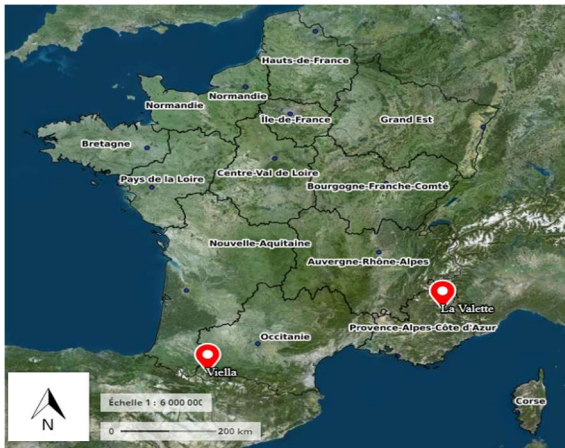 Hauts-de-France
Normandie
Normandie
Île-de-France
Grand Est
Bretagne
Pays de la Loire
Centre-Val de Loire
Bourgogne-Franche-Comté
Nouvelle-Aquitaine
Auvergne-Rhône-Alpes
La Valette
Provence-Alpes-Côte d'Azur
Occitanie
Viella
Corse
N
Échelle 1 : 6 000 000
0 200 km